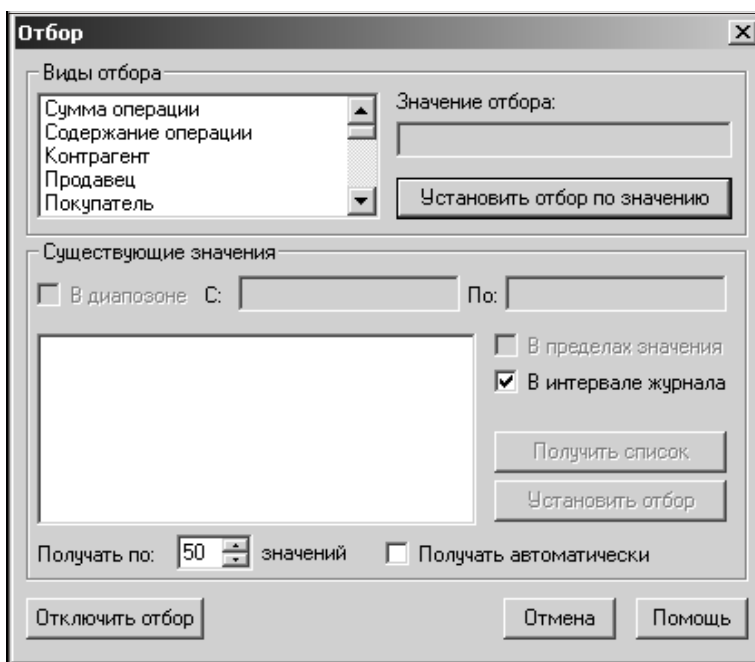 Отбор
Виды отбора
Сумма операции
Содержание операции
Контрагент
Продавец
Покупатель
Значение отбора:
Установить отбор по значению
Существующие значения
В диапозоне С: По:
В пределах значения
В интервале журнала
Получить список
Установить отбор
Получать по: 50 значений Получать автоматически
Отключить отбор Отмена Помощь